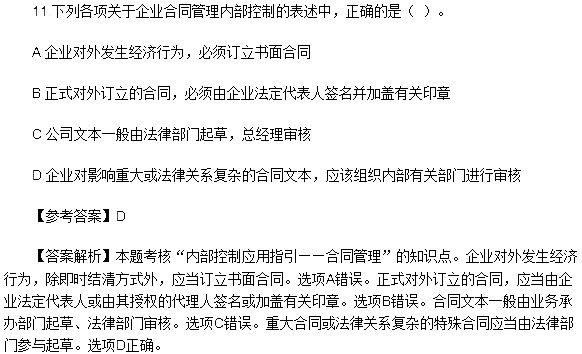 11 下列各项关于企业合同管理内部控制的表述中，正确的是（ ）。
A 企业对外发生经济行为，必须订立书面合同
B 正式对外订立的合同，必须由企业法定代表人签名并加盖有关印章
C 公司文本一般由法律部门起草，总经理审核
D 企业对影响重大或法律关系复杂的合同文本，应该组织内部有关部门进行审核
【参考答案】D
【答案解析】本题考核“内部控制应用指引——合同管理”的知识点。企业对外发生经济
行为，除即时结清方式外，应当订立书面合同。选项A错误。正式对外订立的合同，应当由企
业法定代表人或由其授权的代理人签名或加盖有关印章。选项B错误。合同文本一般由业务承
办部门起草、法律部门审核。选项C错误。重大合同或法律关系复杂的特殊合同应当由法律部
门参与起草。选项D正确。